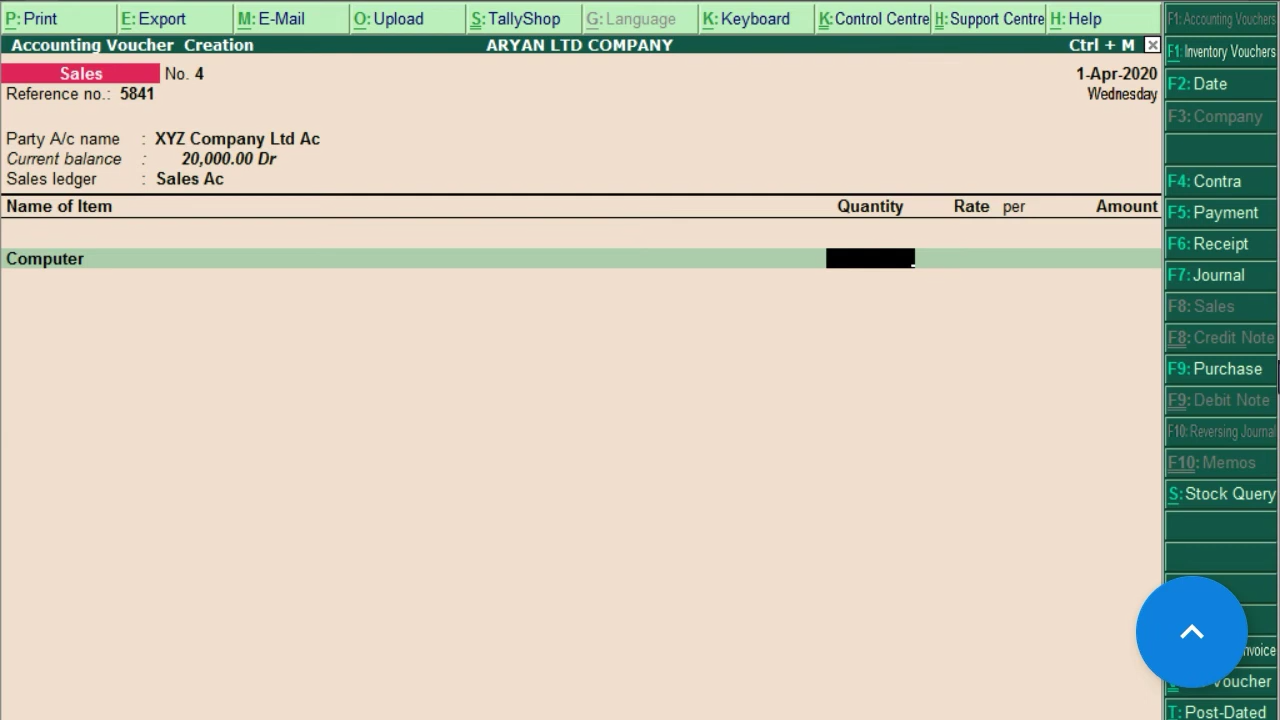 P: Print E: Export M: E-Mail O: Upload S: TallyShop G: Language K: Keyboard K: Control Centre H: Support Centre H: Help
Accounting Voucher Creation ARYAN LTD COMPANY Ctrl + M
Sales No. 4 1-Apr-2020
Reference no.: 5841 Wednesday
Party A/c name : XYZ Company Ltd Ac
Current balance : 20,000.00 Dr
Sales ledger : Sales Ac
Name of Item Quantity Rate per Amount
Computer
F1: Accounting Vouchers
F1: Inventory Vouchers
F2: Date
F3: Company
F4: Contra
F5: Payment
F6: Receipt
F7: Journal
F8: Sales
F8: Credit Note
F9: Purchase
F9: Debit Note
F10: Reversing Journal
F10: Memos
S: Stock Query
Voucher
T: Post-Dated